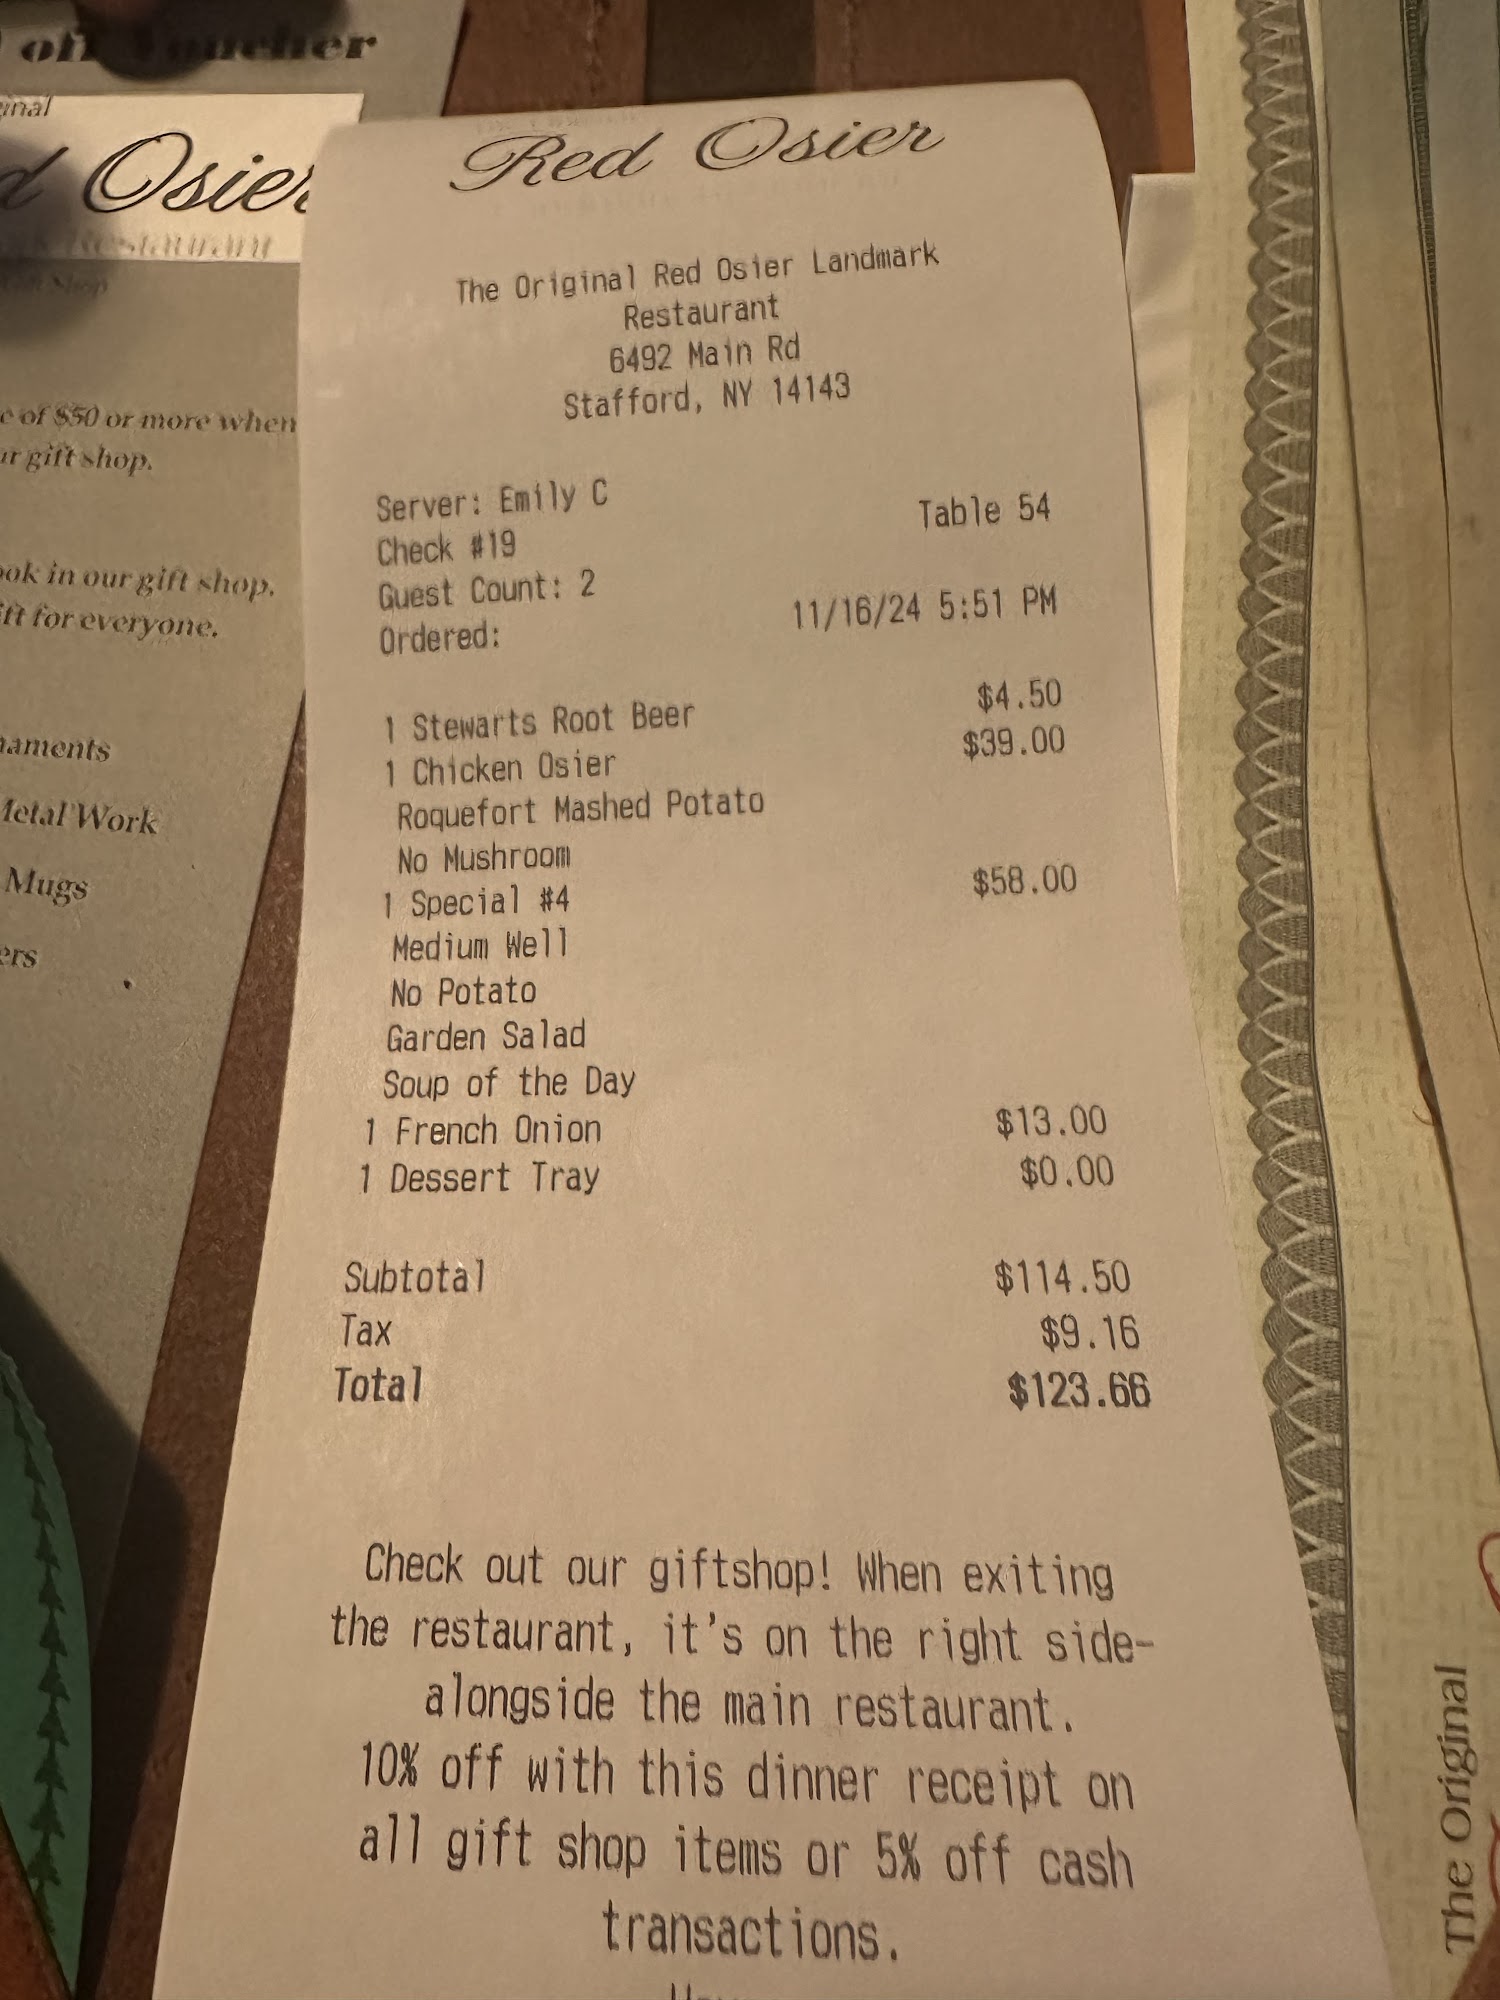 off Voucher
Osier
Restaurant
Gift Shop
of $50 or more when
gift shop.
in our gift shop.
for everyone.
Work
Mugs
Red Osier
The Original Red Osier Landmark
Restaurant
6492 Main Rd
Stafford, NY 14143
Server: Emily C
Check #19 Table 54
Guest Count: 2
Ordered: 11/16/24 5:51 PM
1 Stewarts Root Beer $4.50
1 Chicken Osier $39.00
Roquefort Mashed Potato
No Mushroom
1 Special #4 $58.00
Medium Well
No Potato
Garden Salad
Soup of the Day
1 French Onion $13.00
1 Dessert Tray $0.00
Subtotal $114.50
Tax $9.16
Total $123.66
Check out our giftshop! When exiting
the restaurant, it's on the right side-
alongside the main restaurant.
10% off with this dinner receipt on
all gift shop items or 5% off cash
transactions.
The Original